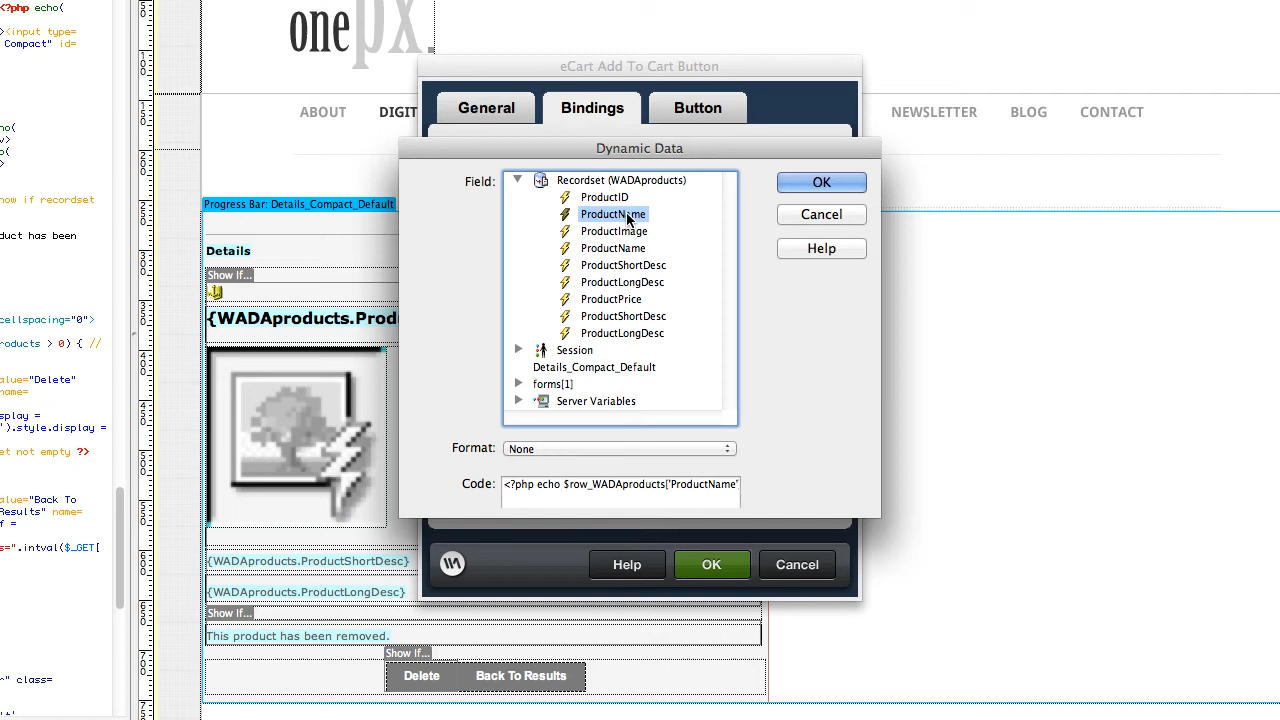 <?php echo(
><input type=
Compact" id=
cho(
v>
o(
>
how if recordset
duct has been
cellspacing="0">
roducts > 0) { //
alue="Delete"
name=
splay =
").style.display =
et not empty ?>
value="Back To
Results" name=
f =
s=".intval($_GET[
r" class=
onepx.
ABOUT
DIGIT
NEWSLETTER
BLOG
CONTACT
eCart Add To Cart Button
General
Bindings
Button
Dynamic Data
Field:
Recordset (WADAproducts)
ProductID
ProductName
ProductImage
ProductName
ProductShortDesc
ProductLongDesc
ProductPrice
ProductShortDesc
ProductLongDesc
Session
Details_Compact_Default
forms[1]
Server Variables
OK
Cancel
Help
Format:
None
Code:
<?php echo $row_WADAproducts['ProductName'
Help
OK
Cancel
Progress Bar: Details_Compact_Default
Details
Show If...
{WADAproducts.Prod
{WADAproducts.ProductShortDesc}
{WADAproducts.ProductLongDesc}
Show If...
This product has been removed.
Show If...
Delete
Back To Results